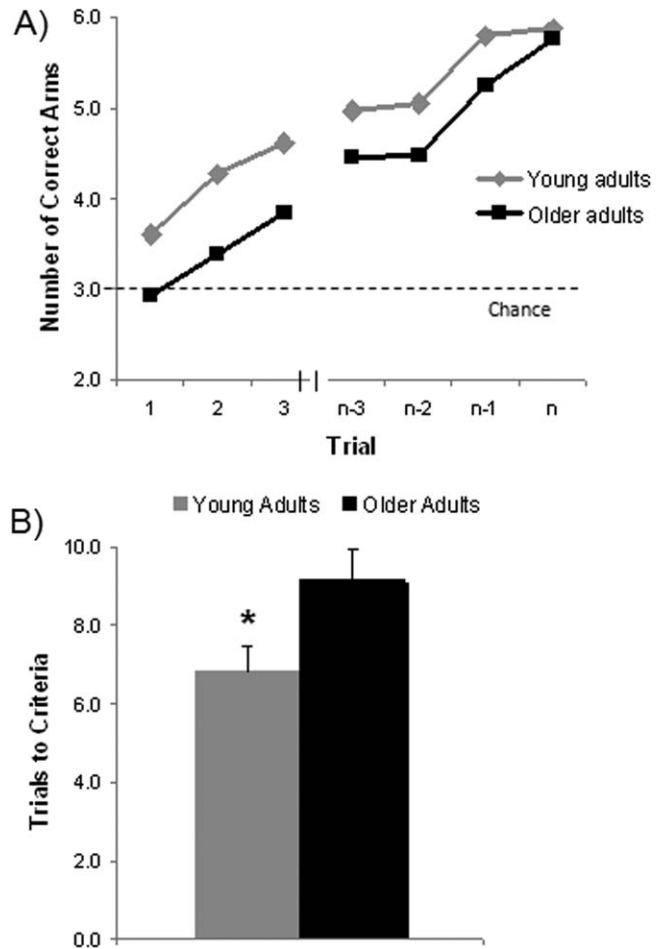 A)
Number of Correct Arms
6.0
5.0
4.0
3.0
2.0
Young adults
Older adults
Chance
1 2 3 n-3 n-2 n-1 n
Trial
B)
Young Adults Older Adults
Trials to Criteria
10.0
8.0
6.0
4.0
2.0
0.0
*